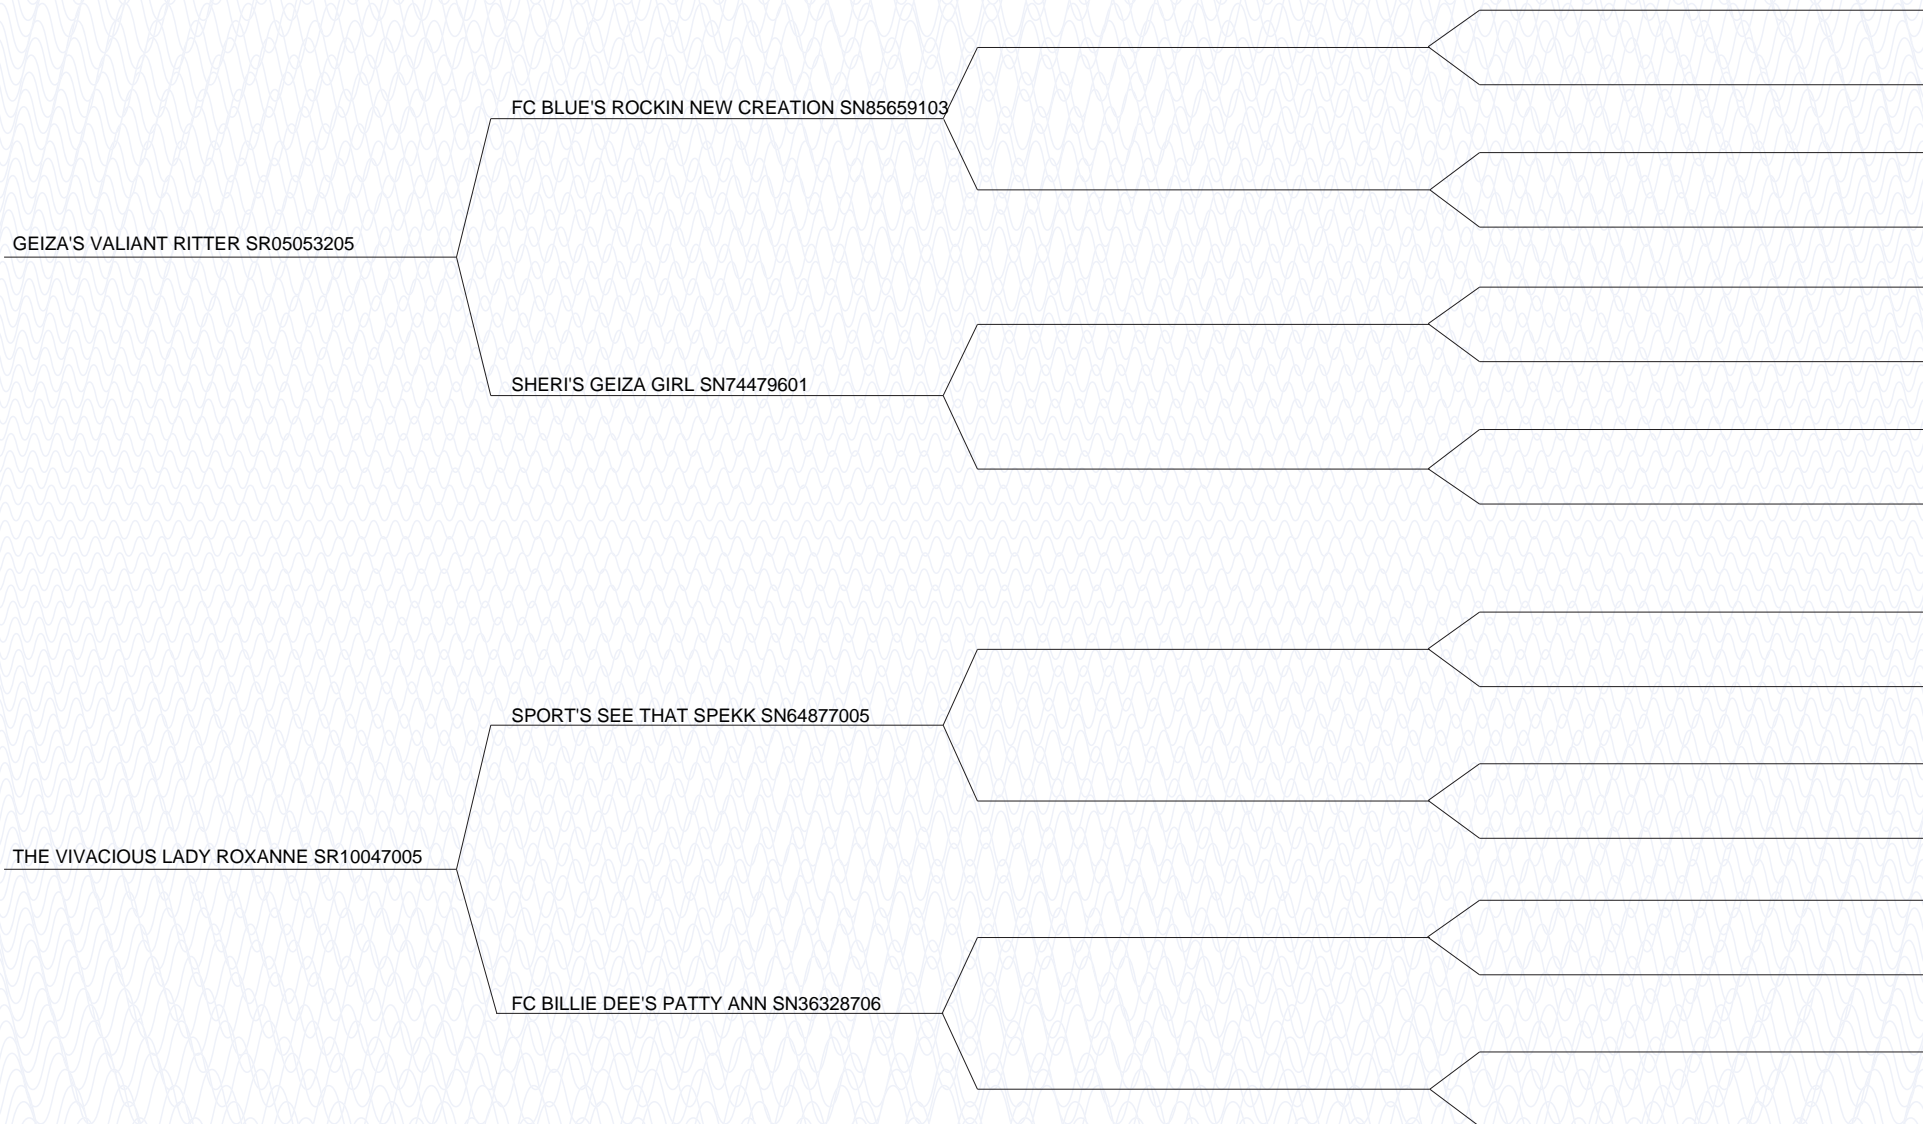 FC BLUE'S ROCKIN NEW CREATION SN85659103
GEIZA'S VALIANT RITTER SR05053205
SHERI'S GEIZA GIRL SN74479601
SPORT'S SEE THAT SPEKK SN64877005
THE VIVACIOUS LADY ROXANNE SR10047005
FC BILLIE DEE'S PATTY ANN SN36328706